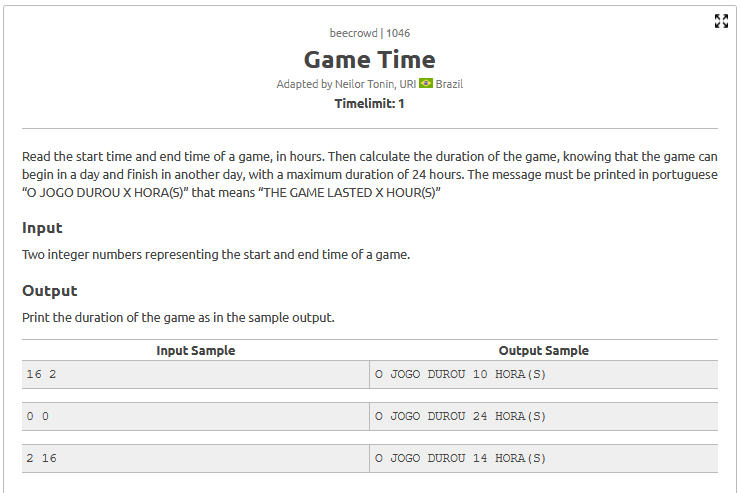 beecrowd | 1046
Game Time
Adapted by Neilor Tonin, URI Brazil
Timelimit: 1
Read the start time and end time of a game, in hours. Then calculate the duration of the game, knowing that the game can
begin in a day and finish in another day, with a maximum duration of 24 hours. The message must be printed in portuguese
“O JOGO DUROU X HORA(S)” that means “THE GAME LASTED X HOUR(S)”
Input
Two integer numbers representing the start and end time of a game.
Output
Print the duration of the game as in the sample output.
Input Sample Output Sample
16 2 O JOGO DUROU 10 HORA(S)
0 0 O JOGO DUROU 24 HORA(S)
2 16 O JOGO DUROU 14 HORA(S)